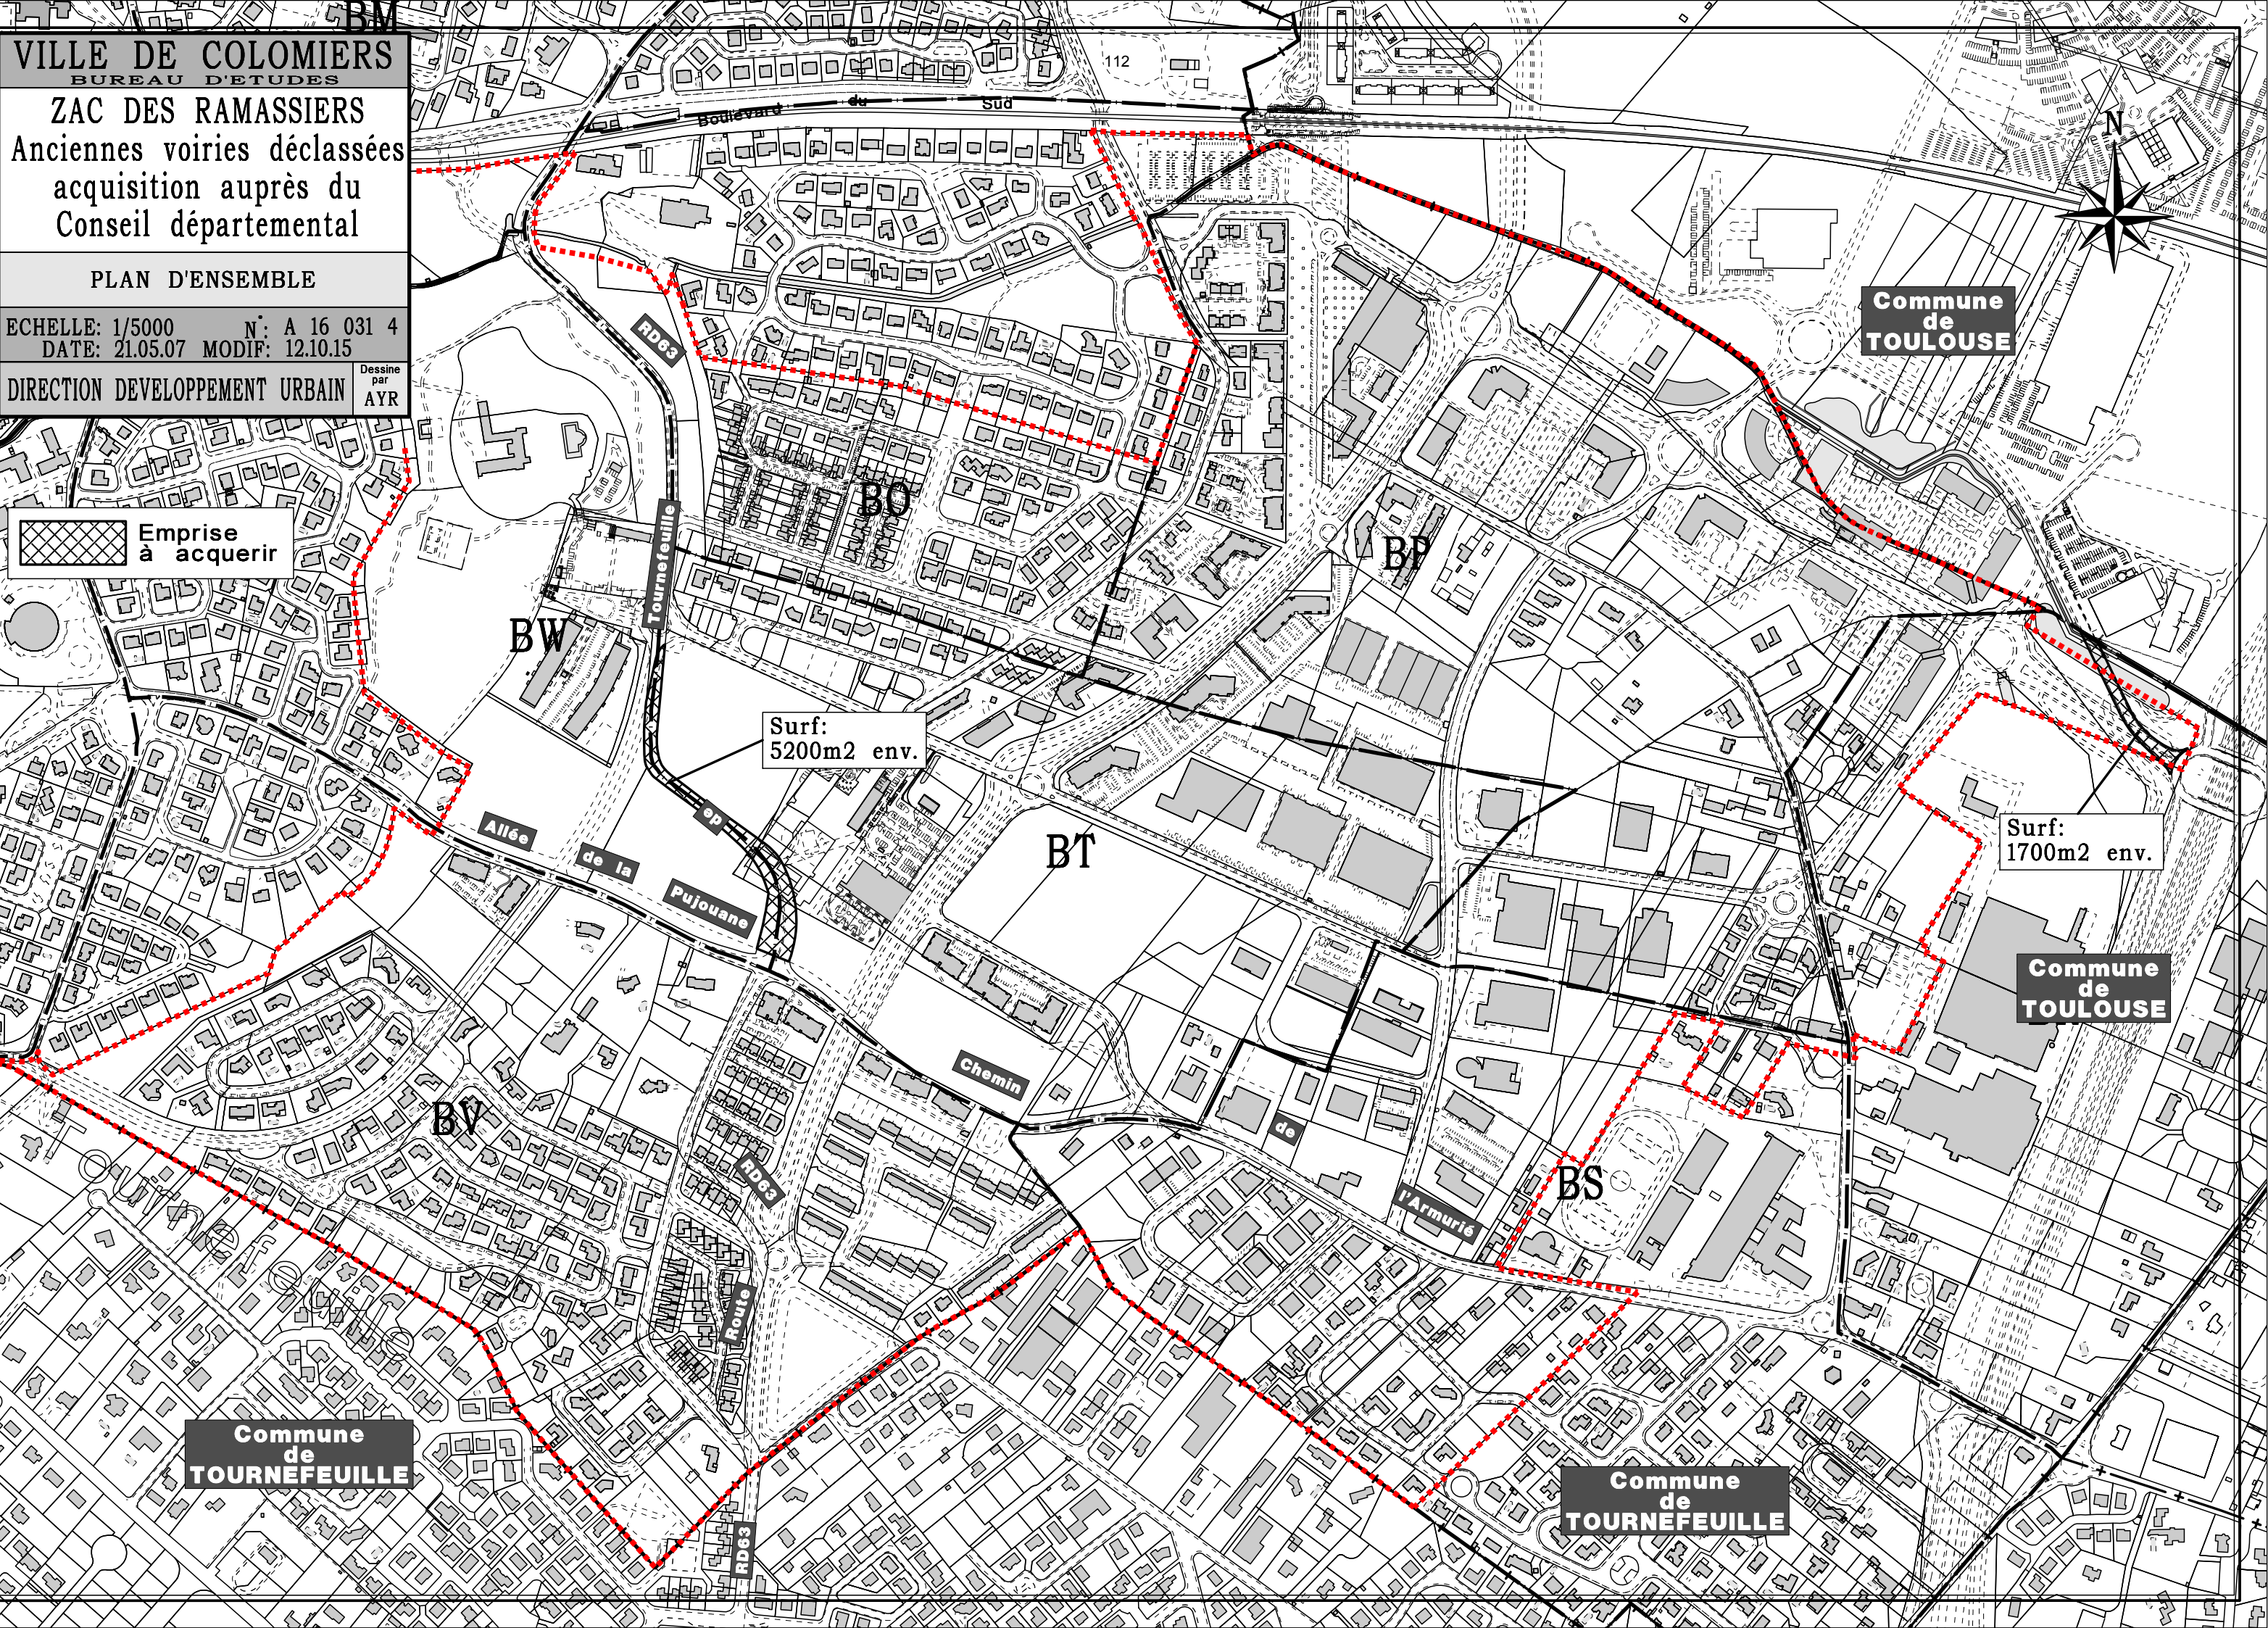 BM
VILLE DE COLOMIERS
BUREAU D'ETUDES
ZAC DES RAMASSIERS
Anciennes voiries déclassées
acquisition auprès du
Conseil départemental
PLAN D'ENSEMBLE
ECHELLE: 1/5000 N°: A 16 031 4
DATE: 21.05.07 MODIF: 12.10.15
DIRECTION DEVELOPPEMENT URBAIN
Dessine
par
AYR
112
Boulevard du Sud
N
Commune
de
TOULOUSE
RD63
Emprise
à acquerir
BO
Tournefeuille
BP
BW
Surf:
5200m2 env.
de
Allée de la Pujouane
BT
Surf:
1700m2 env.
Commune
de
TOULOUSE
Chemin de l'Armurié
BV
RD63
BS
Route
Tournefeuille
Commune
de
TOURNEFEUILLE
Commune
de
TOURNEFEUILLE
RD63